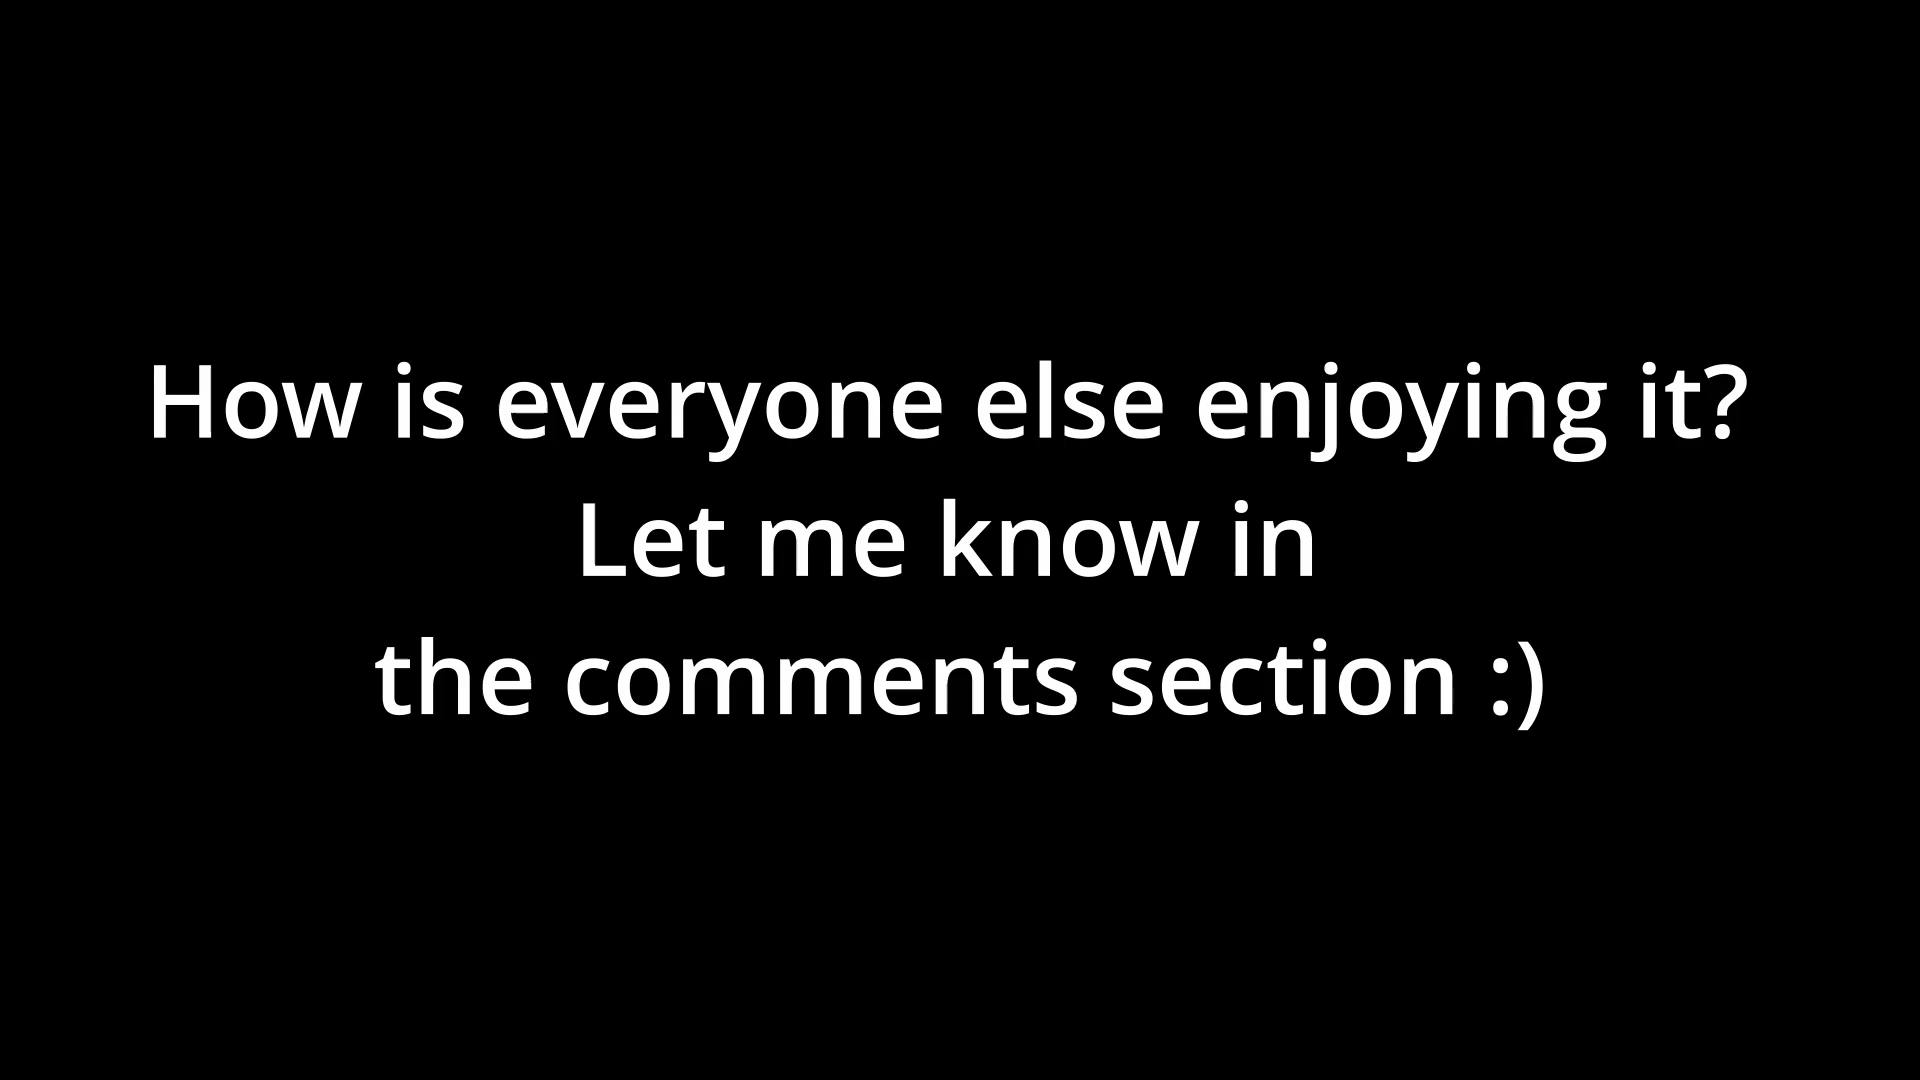 How is everyone else enjoying it?
Let me know in
the comments section :)